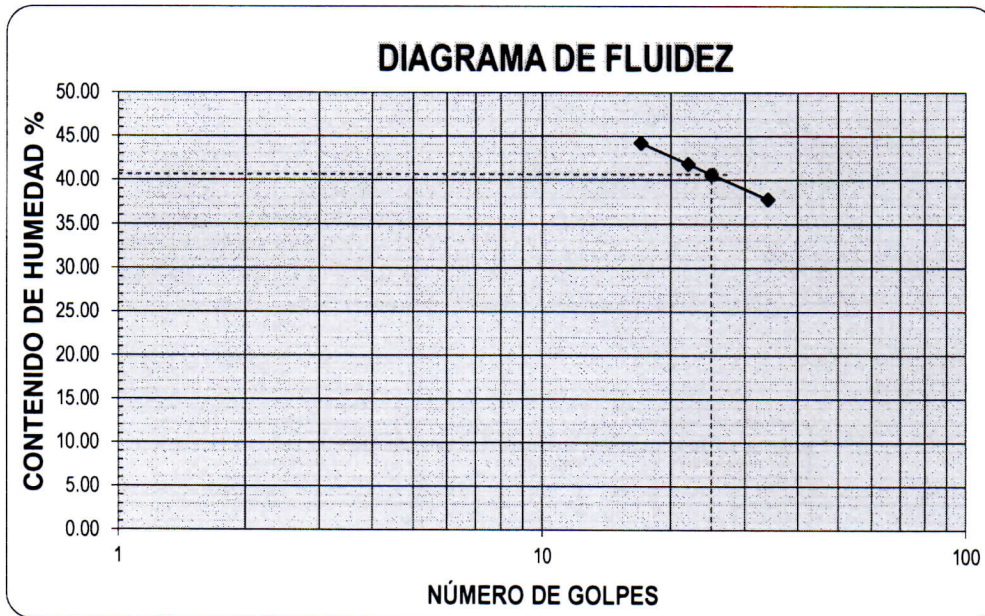 DIAGRAMA DE FLUIDEZ
CONTENIDO DE HUMEDAD %
50.00
45.00
40.00
35.00
30.00
25.00
20.00
15.00
10.00
5.00
0.00
1 10 100
NÚMERO DE GOLPES